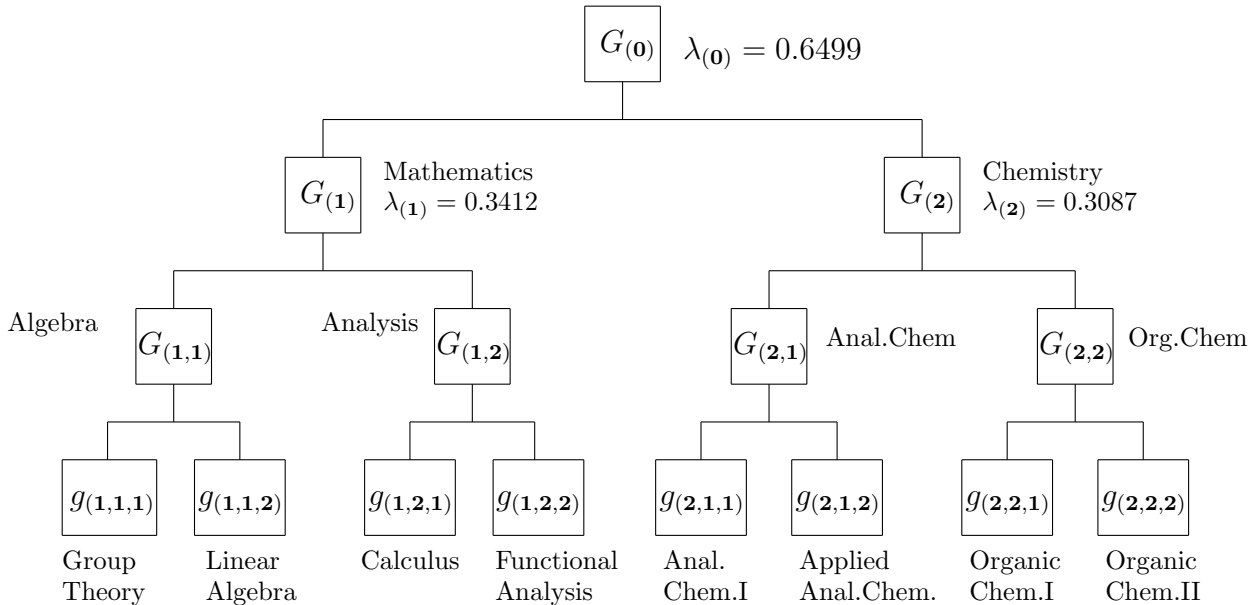 G(0) λ(0) = 0.6499
G(1) Mathematics
λ(1) = 0.3412
G(2) Chemistry
λ(2) = 0.3087
Algebra G(1,1)
Analysis G(1,2)
G(2,1) Anal.Chem
G(2,2) Org.Chem
g(1,1,1)
g(1,1,2)
g(1,2,1)
g(1,2,2)
g(2,1,1)
g(2,1,2)
g(2,2,1)
g(2,2,2)
Group
Theory
Linear
Algebra
Calculus
Functional
Analysis
Anal.
Chem.I
Applied
Anal.Chem.
Organic
Chem.I
Organic
Chem.II